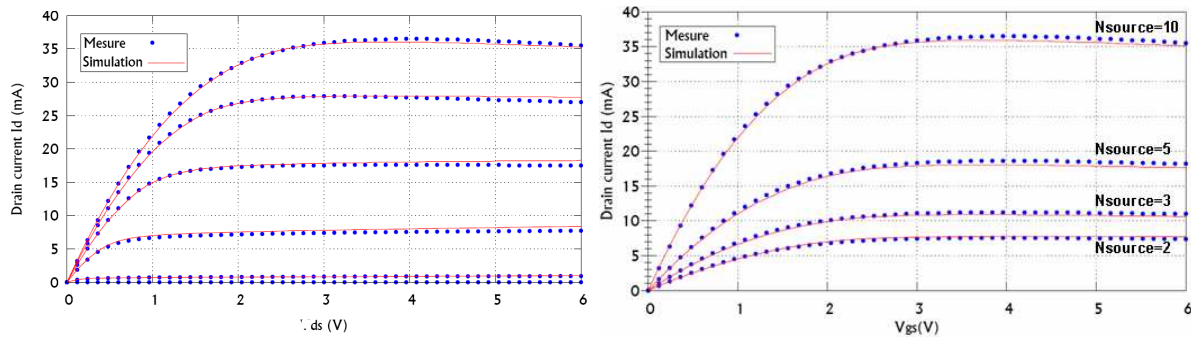 40
35
30
25
20
15
10
5
0
Drain current Id (mA)
Mesure
Simulation
0 1 2 3 4 5 6
ds (V)
40
35
30
25
20
15
10
5
0
Drain current Id (mA)
Mesure
Simulation
Nsource=10
Nsource=5
Nsource=3
Nsource=2
0 1 2 3 4 5 6
Vgs(V)